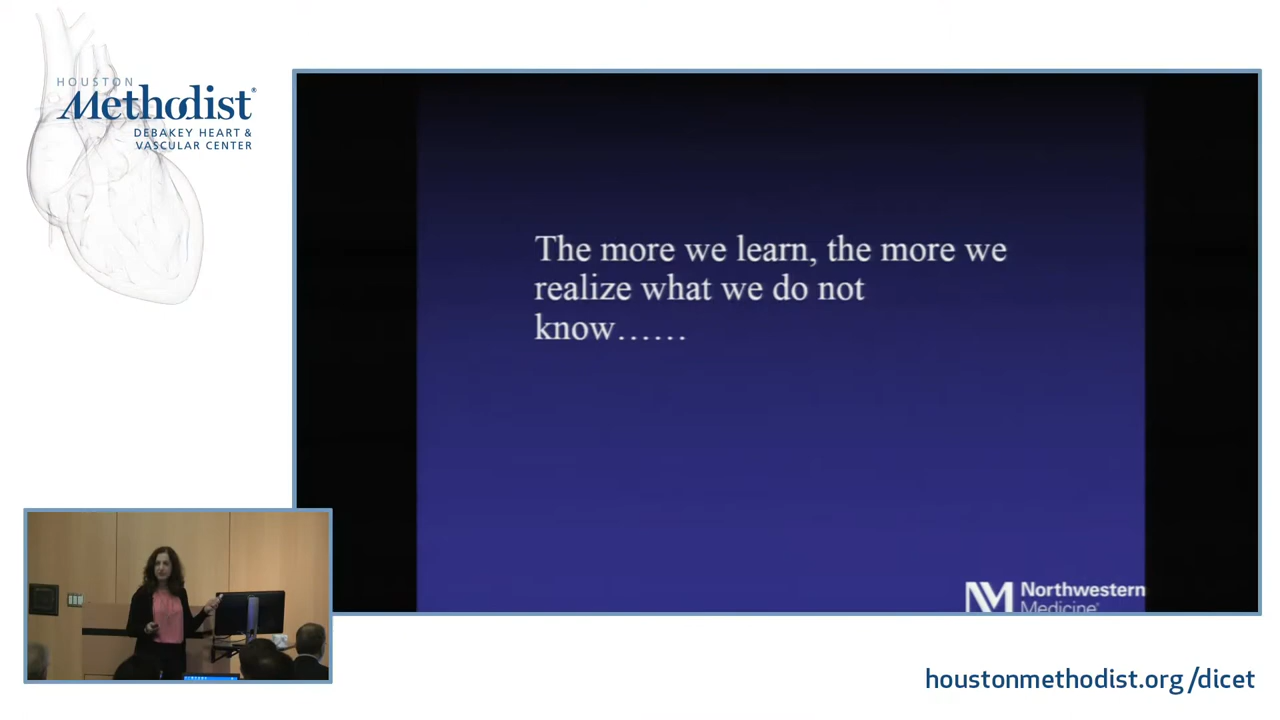 HOUSTON
Methodist®
DEBAKEY HEART &
VASCULAR CENTER
The more we learn, the more we
realize what we do not
know……
Northwestern
Medicine®
houstonmethodist.org/dicet